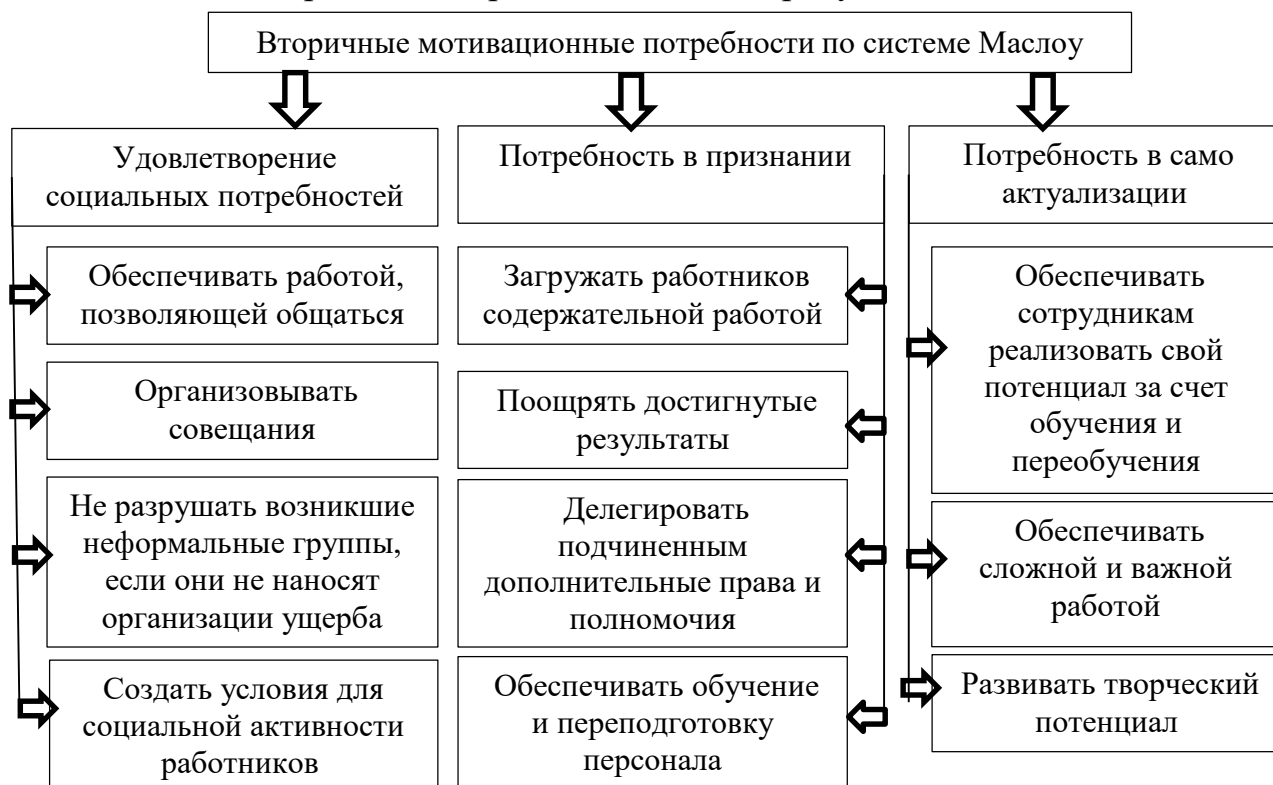 Вторичные мотивационные потребности по системе Маслоу
Удовлетворение
социальных потребностей
Обеспечивать работой,
позволяющей общаться
Организовывать
совещания
Не разрушать возникшие
неформальные группы,
если они не наносят
организации ущерба
Создать условия для
социальной активности
работников
Потребность в признании
Загружать работников
содержательной работой
Поощрять достигнутые
результаты
Делегировать
подчиненным
дополнительные права и
полномочия
Обеспечивать обучение
и переподготовку
персонала
Потребность в само
актуализации
Обеспечивать
сотрудникам
реализовать свой
потенциал за счет
обучения и
переобучения
Обеспечивать
сложной и важной
работой
Развивать творческий
потенциал